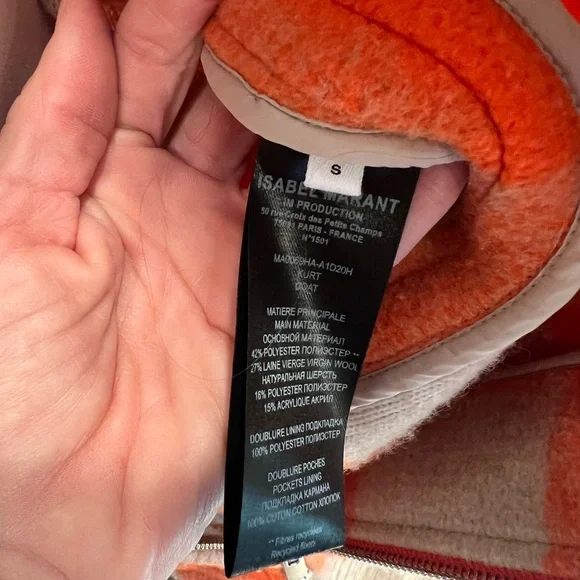 S
ISABEL MARANT
IM PRODUCTION
50 rue Croix des Petits Champs
75001 PARIS - FRANCE
N°1501
MA0069HA-A1D20H
KURT
COAT
MATIERE PRINCIPALE
MAIN MATERIAL
ОСНОВНОЙ МАТЕРИАЛ
42% POLYESTER ПОЛИЭСТЕР **
27% LAINE VIERGE VIRGIN WOOL
НАТУРАЛЬНАЯ ШЕРСТЬ
16% POLYESTER ПОЛИЭСТЕР
15% ACRYLIQUE АКРИЛ
DOUBLURE LINING ПОДКЛАДКА
100% POLYESTER ПОЛИЭСТЕР
DOUBLURE POCHES
POCKETS LINING
ПОДКЛАДКА КАРМАНА
100% COTON COTTON ХЛОПОК
** Fibres recyclées
Recycled fibers